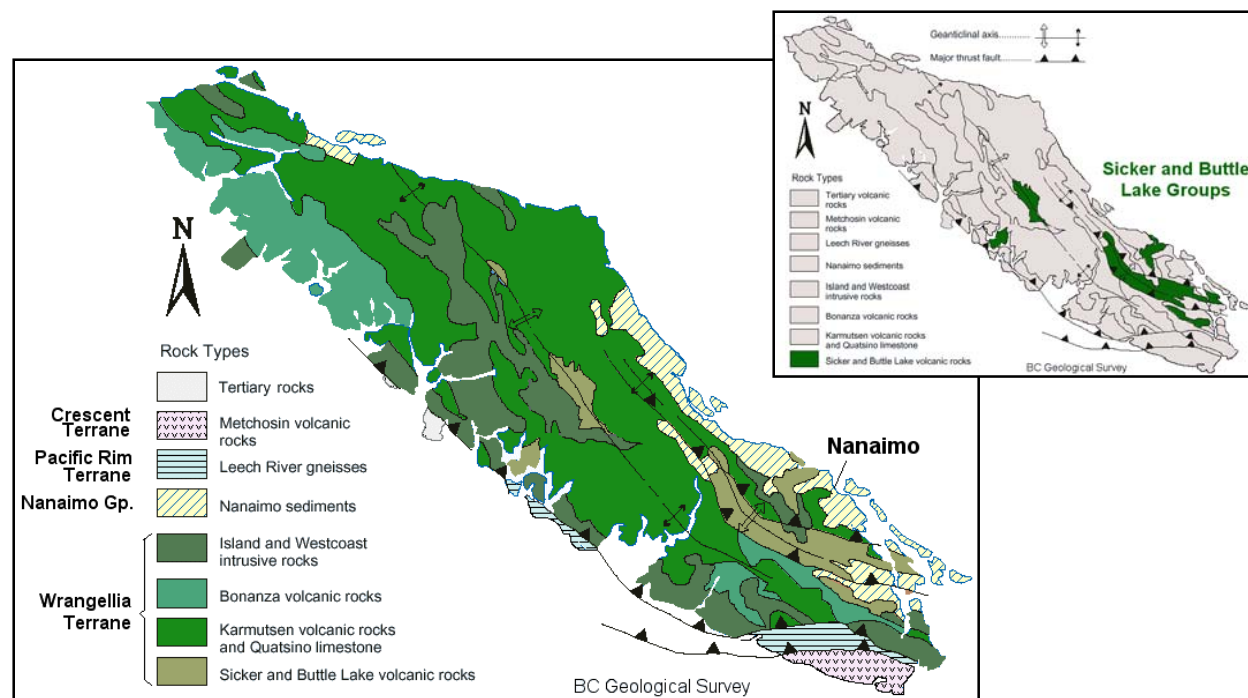 N
Rock Types
Tertiary rocks
Crescent
Terrane
Metchosin volcanic
rocks
Pacific Rim
Terrane
Leech River gneisses
Nanaimo Gp.
Nanaimo sediments
Island and Westcoast
intrusive rocks
Bonanza volcanic rocks
Wrangellia
Terrane
Karmutsen volcanic rocks
and Quatsino limestone
Sicker and Buttle Lake volcanic rocks
Nanaimo
BC Geological Survey
Geanticlinal axis..........
Major thrust fault.........
N
Sicker and Buttle
Lake Groups
Rock Types
Tertiary volcanic
rocks
Metchosin volcanic
rocks
Leech River gneisses
Nanaimo sediments
Island and Westcoast
intrusive rocks
Bonanza volcanic rocks
Karmutsen volcanic rocks
and Quatsino limestone
Sicker and Buttle Lake volcanic rocks
BC Geological Survey